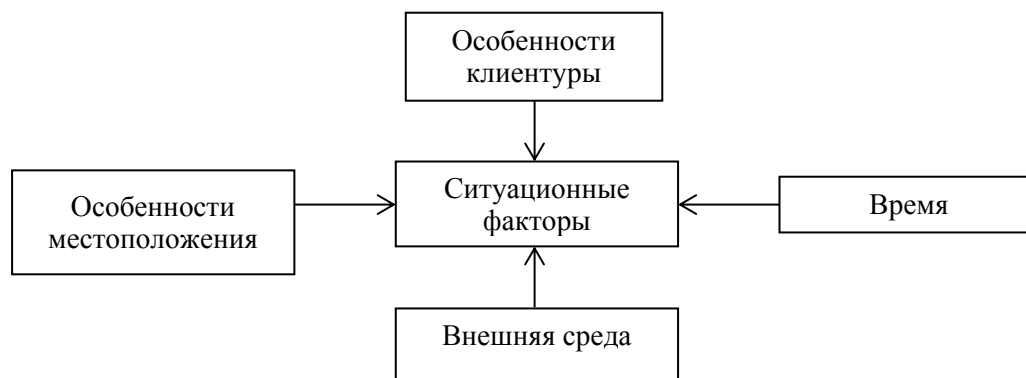 Особенности
клиентуры
Ситуационные
факторы
Особенности
местоположения
Время
Внешняя среда